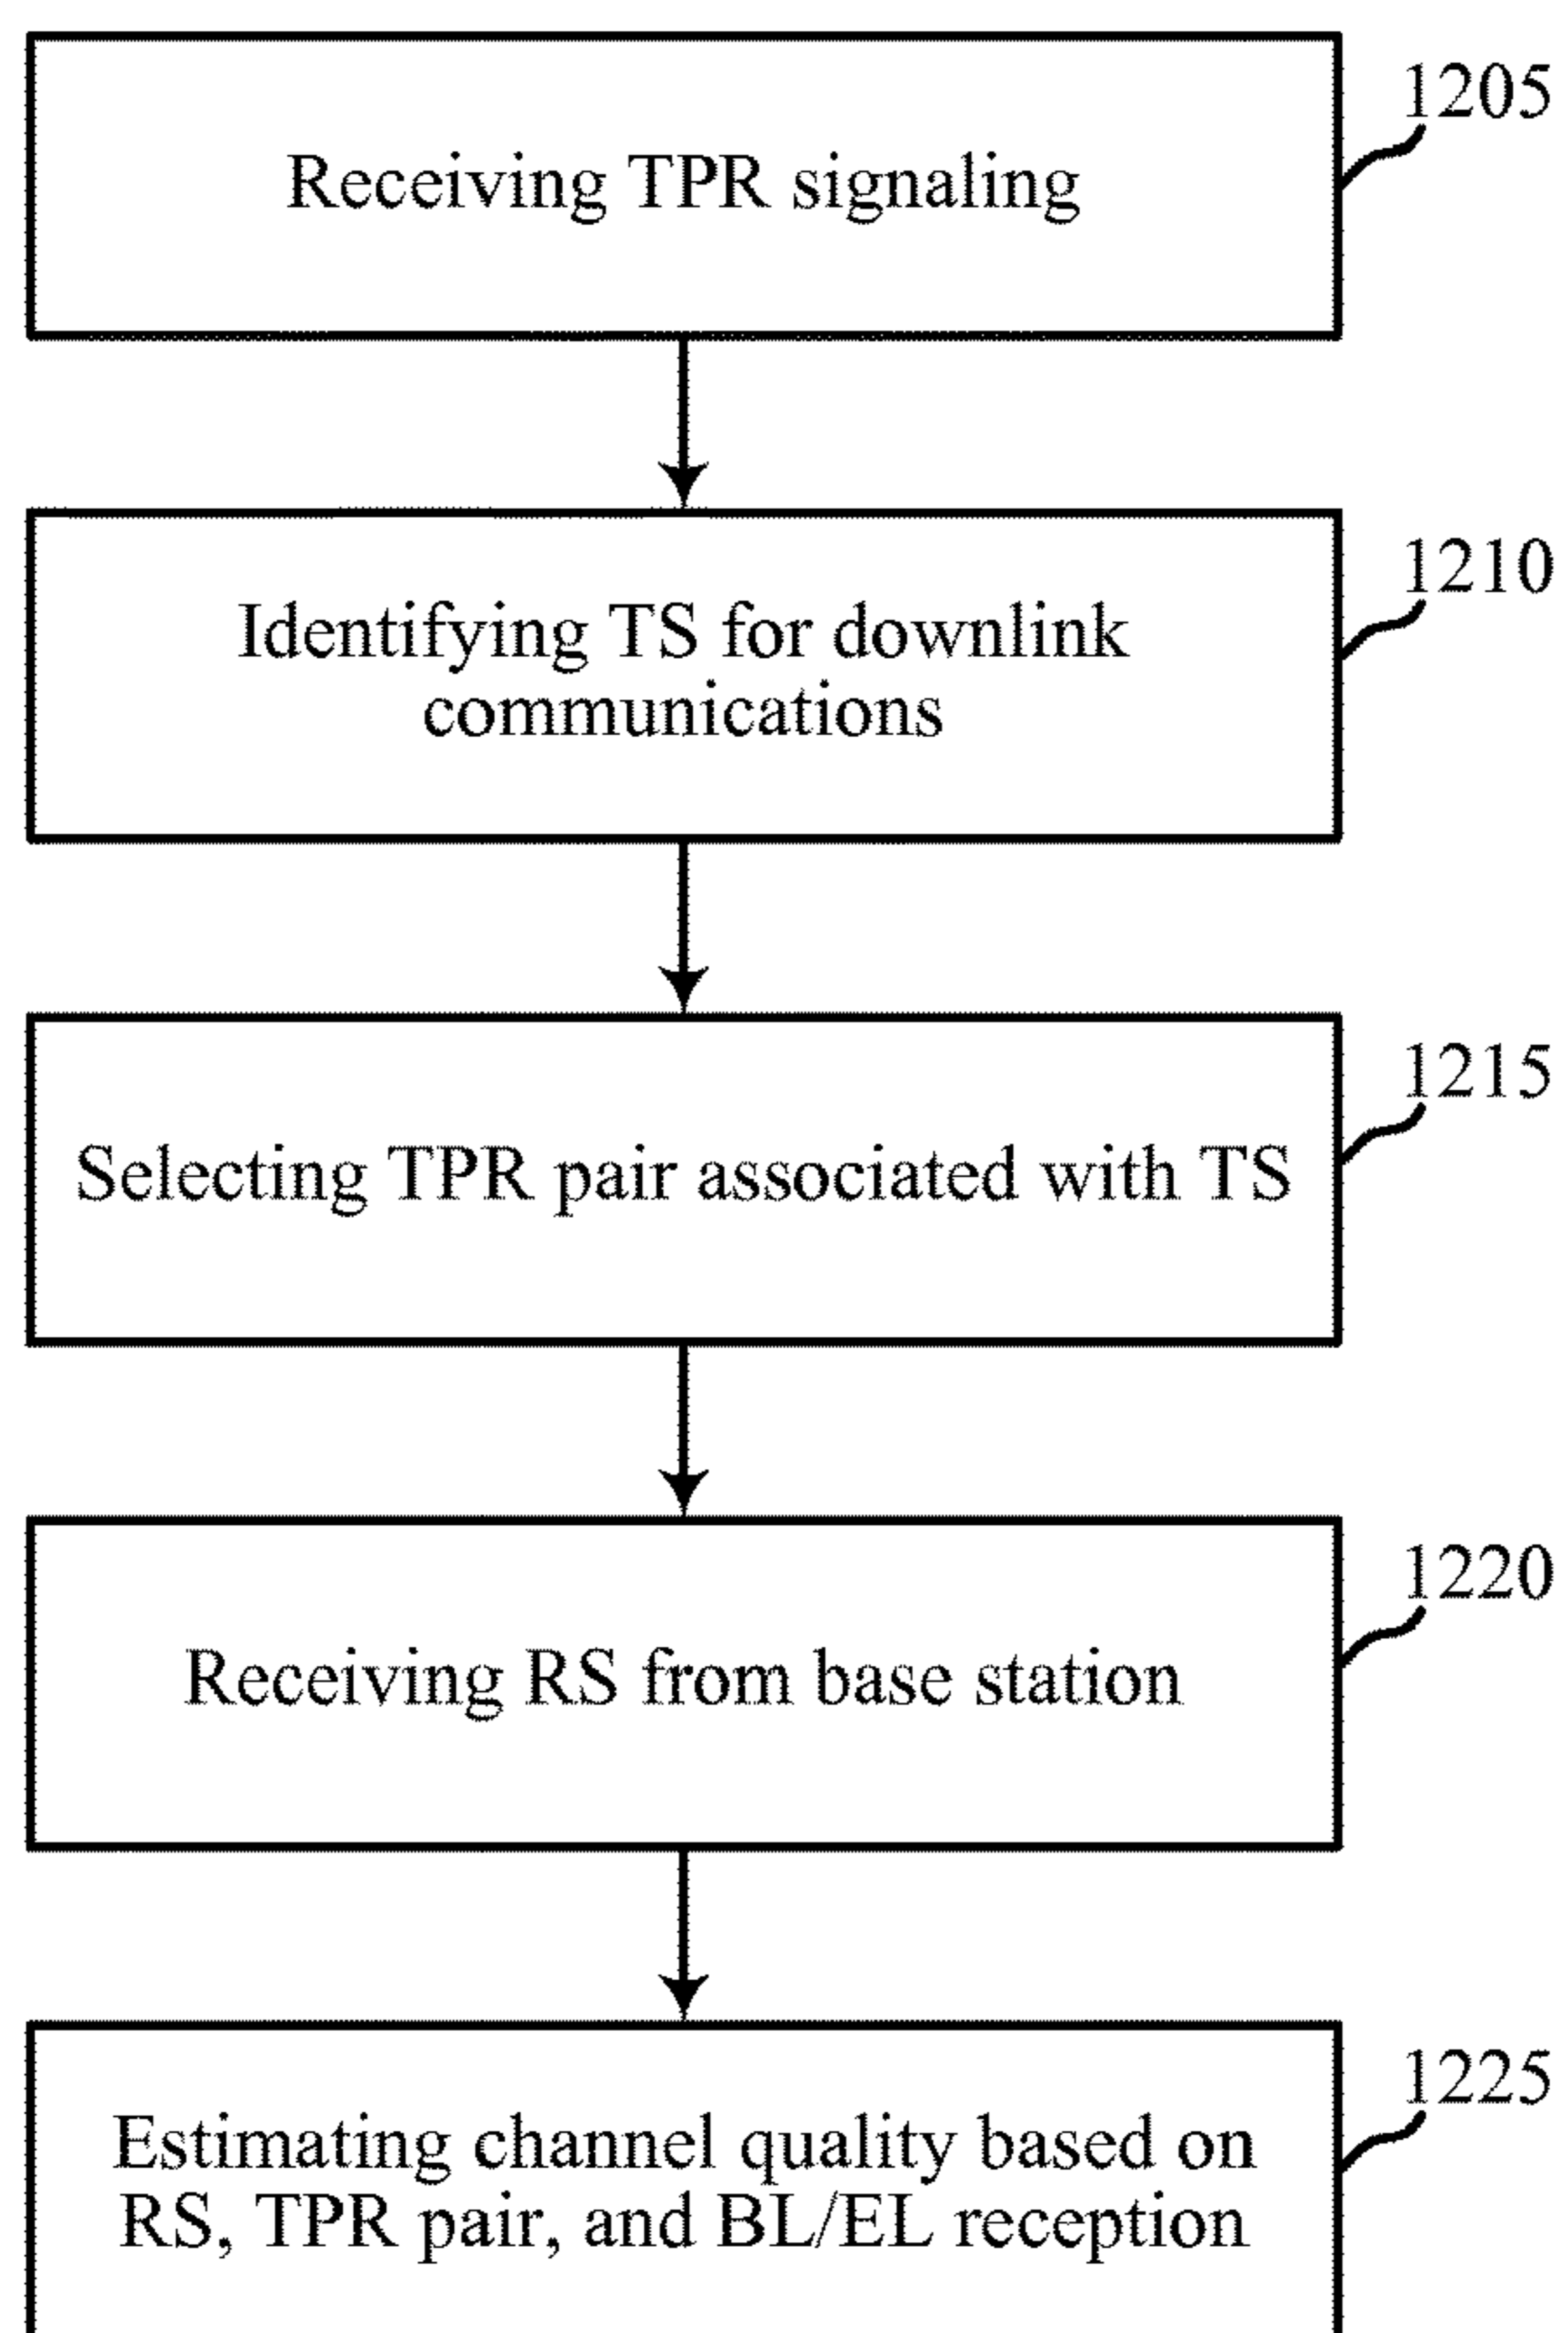 1205
Receiving TPR signaling
1210
Identifying TS for downlink
communications
1215
Selecting TPR pair associated with TS
1220
Receiving RS from base station
1225
Estimating channel quality based on
RS, TPR pair, and BL/EL reception